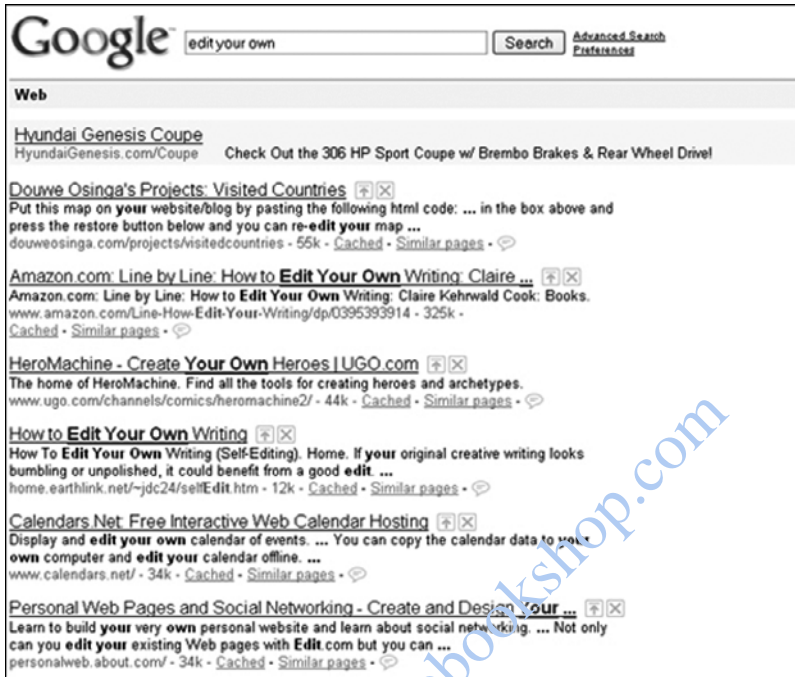 Google edit your own Search Advanced Search
Preferences
Web
Hyundai Genesis Coupe
HyundaiGenesis.com/Coupe Check Out the 306 HP Sport Coupe w/ Brembo Brakes & Rear Wheel Drive!
Douwe Osinga's Projects: Visited Countries
Put this map on your website/blog by pasting the following html code: ... in the box above and
press the restore button below and you can re-edit your map ...
douweosinga.com/projects/visitedcountries - 55k - Cached - Similar pages -
Amazon.com: Line by Line: How to Edit Your Own Writing: Claire ...
Amazon.com: Line by Line: How to Edit Your Own Writing: Claire Kehrwald Cook: Books.
www.amazon.com/Line-How-Edit-Your-Writing/dp/0395393914 - 325k -
Cached - Similar pages -
HeroMachine - Create Your Own Heroes | UGO.com
The home of HeroMachine. Find all the tools for creating heroes and archetypes.
www.ugo.com/channels/comics/heromachine2/ - 44k - Cached - Similar pages -
How to Edit Your Own Writing
How To Edit Your Own Writing (Self-Editing). Home. If your original creative writing looks
bumbling or unpolished, it could benefit from a good edit. ...
home.earthlink.net/~jdc24/selfEdit.htm - 12k - Cached - Similar pages -
Calendars.Net: Free Interactive Web Calendar Hosting
Display and edit your own calendar of events. ... You can copy the calendar data to your
own computer and edit your calendar offline. ...
www.calendars.net/ - 34k - Cached - Similar pages -
Personal Web Pages and Social Networking - Create and Design Your ...
Learn to build your very own personal website and learn about social networking. ... Not only
can you edit your existing Web pages with Edit.com but you can ...
personalweb.about.com/ - 34k - Cached - Similar pages -
ebookshop.com